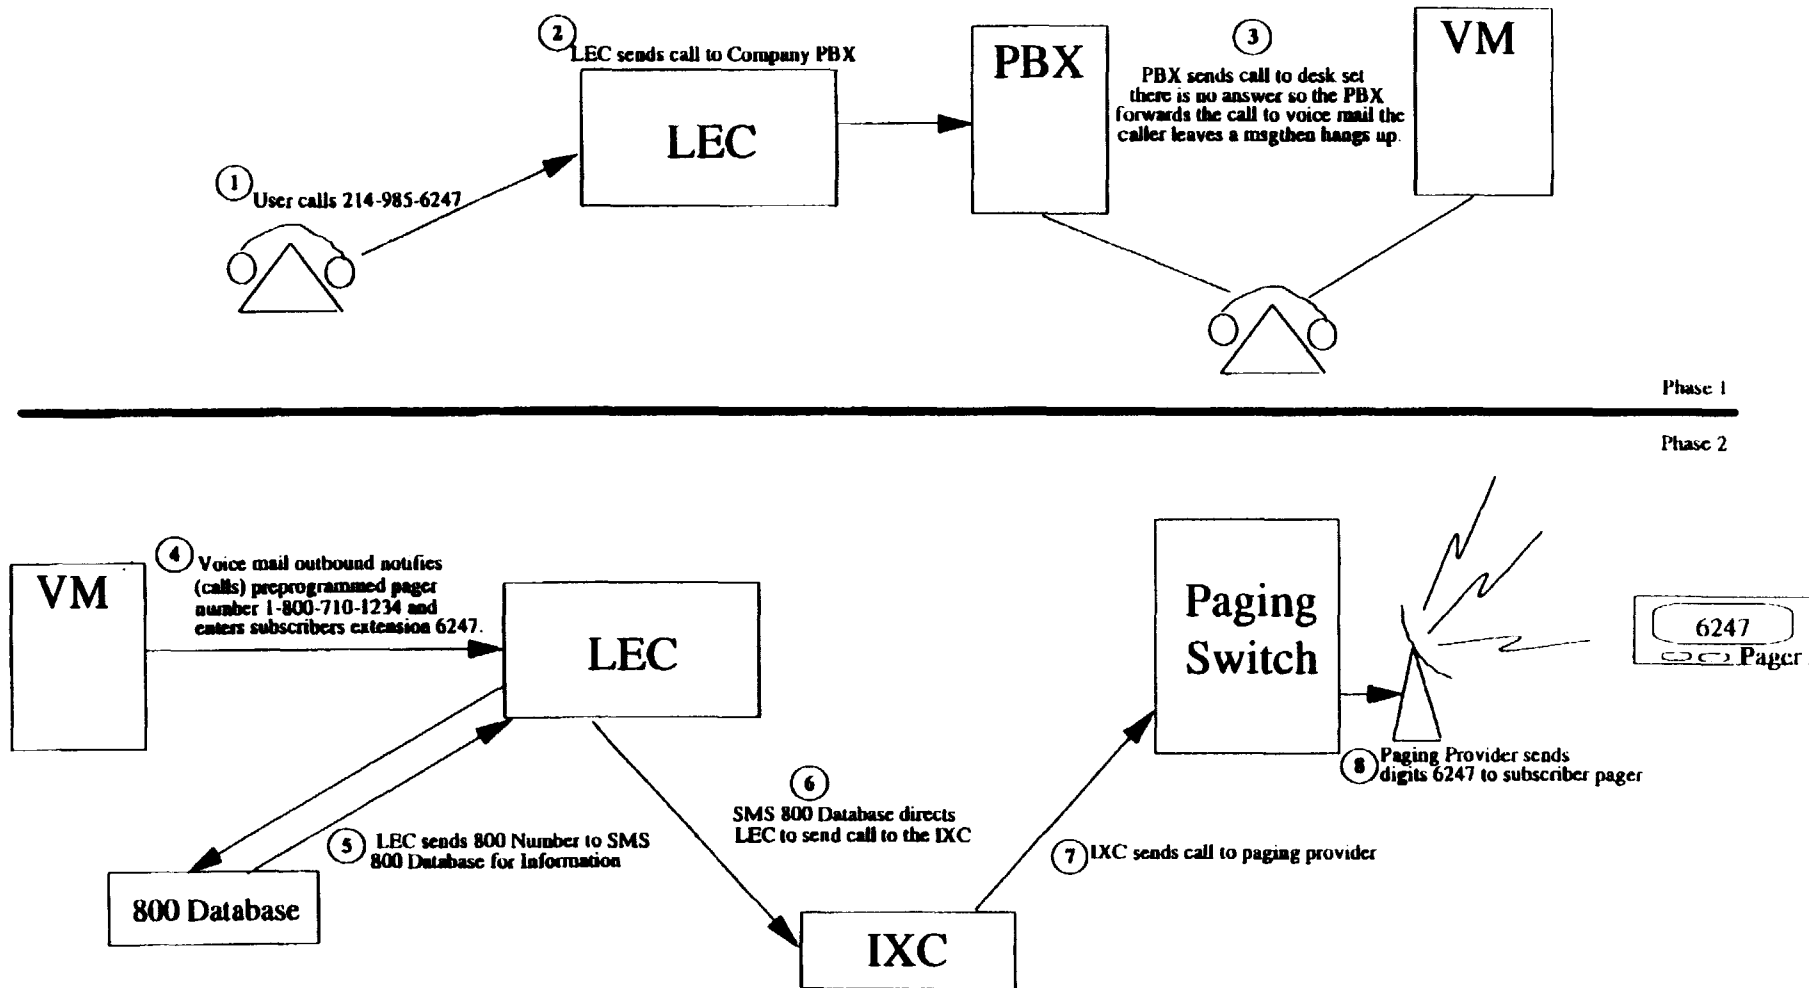 2
LEC sends call to Company PBX
LEC
PBX
3
PBX sends call to desk set
there is no answer so the PBX
forwards the call to voice mail the
caller leaves a msgthen hangs up.
VM
1
User calls 214-985-6247
Phase 1
Phase 2
VM
4
Voice mail outbound notifies
(calls) preprogrammed pager
number 1-800-710-1234 and
enters subscribers extension 6247.
LEC
Paging
Switch
6247
Pager
8
Paging Provider sends
digits 6247 to subscriber pager
5
LEC sends 800 Number to SMS
800 Database for Information
800 Database
6
SMS 800 Database directs
LEC to send call to the IXC
7
IXC sends call to paging provider
IXC